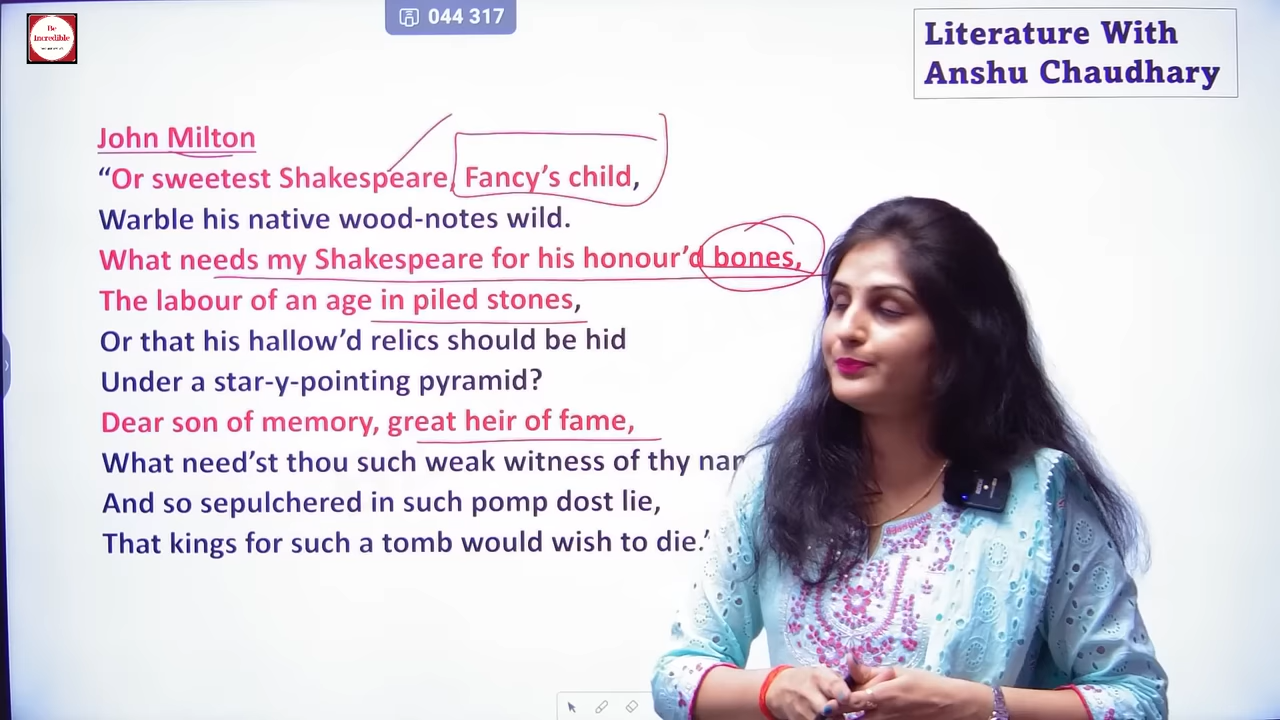 Be
Incredible
044 317
Literature With
Anshu Chaudhary
John Milton
“Or sweetest Shakespeare, Fancy’s child,
Warble his native wood-notes wild.
What needs my Shakespeare for his honour’d bones,
The labour of an age in piled stones,
Or that his hallow’d relics should be hid
Under a star-y-pointing pyramid?
Dear son of memory, great heir of fame,
What need’st thou such weak witness of thy
And so sepulchered in such pomp dost lie,
That kings for such a tomb would wish to die.’